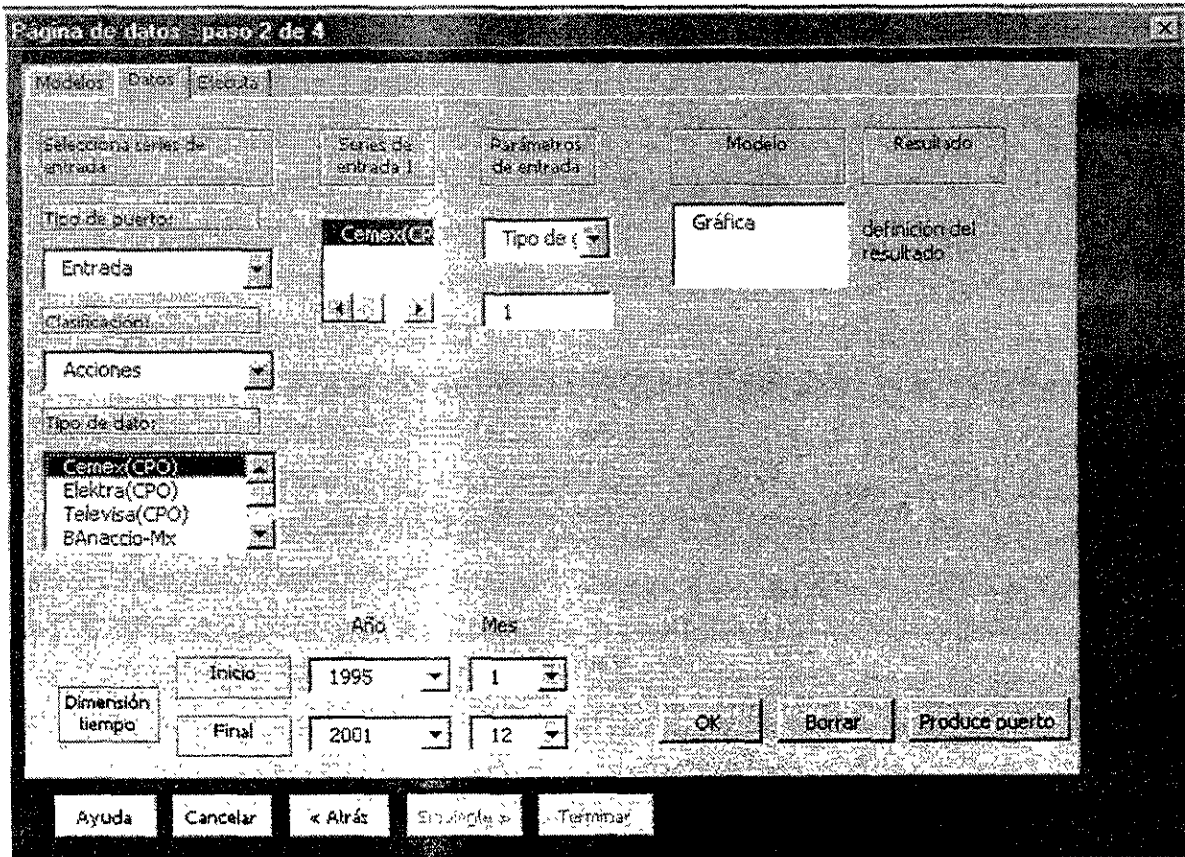 Página de datos - paso 2 de 4
Modelos Datos Ejecuta
Selecciona series de
entrada
Series de
entrada 1
Parámetros
de entrada
Modelo
Resultado
Tipo de puerto:
Entrada
Clasificación:
Acciones
Tipo de dato:
Cemex(CPO)
Elektra(CPO)
Televisa(CPO)
BAnaccio-Mx
Cemex(CP
Tipo de (
1
Gráfica
definición del
resultado
Año Mes
Dimensión
tiempo
Inicio 1995 1
Final 2001 12
OK Borrar Produce puerto
Ayuda Cancelar « Atrás Siguiente » Terminar